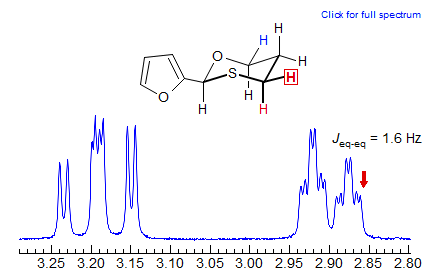 Click for full spectrum
H
H
O
H
S
H
O
H
H
H
Jeq-eq = 1.6 Hz
3.25 3.20 3.15 3.10 3.05 3.00 2.95 2.90 2.85 2.80